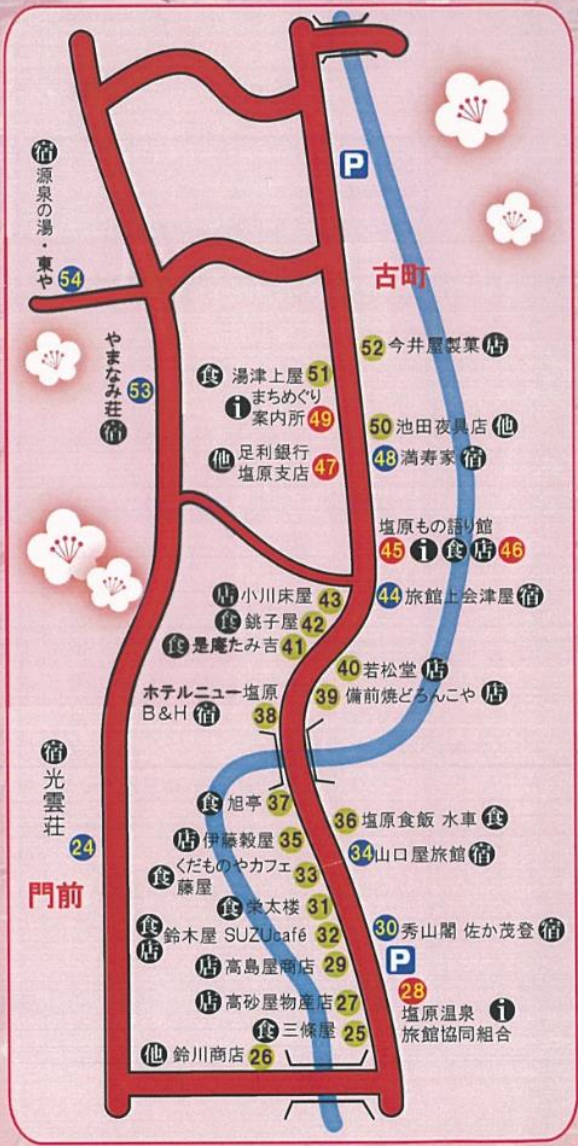 P
古町
宿 源泉の湯・東や 54
52 今井屋製菓 店
やまなみ荘 53 宿
食 湯津上屋 51
i まちめぐり
案内所 49
50 池田夜具店 他
他 足利銀行
塩原支店 47
48 満寿家 宿
塩原もの語り館
45 i 食 店 46
店 小川床屋 43
44 旅館上会津屋 宿
食 銚子屋 42
食 是庵たみ吉 41
40 若松堂 店
ホテルニュー塩原
B&H 宿 38
39 備前焼どろんこや 店
宿 光雲荘 24
門前
食 旭亭 37
36 塩原食飯 水車 食
店 伊藤穀屋 35
34 山口屋旅館 宿
食 くだものやカフェ
藤屋 33
食 栄太楼 31
食 店 鈴木屋 SUZUcafé 32
30 秀山閣 佐か茂登 宿
P
店 高島屋商店 29
28
塩原温泉
旅館協同組合 i
店 高砂屋物産店 27
食 三條屋 25
他 鈴川商店 26